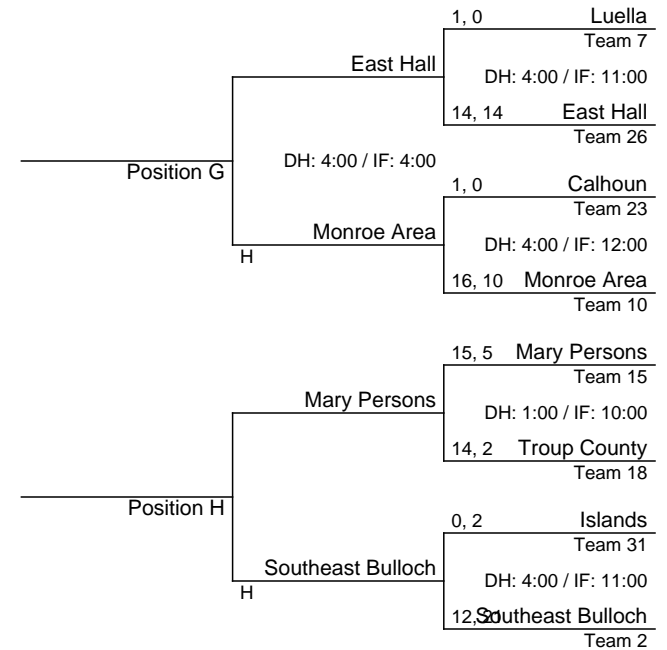 1, 0 Luella
Team 7
East Hall
DH: 4:00 / IF: 11:00
14, 14 East Hall
Team 26
Position G
DH: 4:00 / IF: 4:00
1, 0 Calhoun
Team 23
Monroe Area
H
DH: 4:00 / IF: 12:00
16, 10 Monroe Area
Team 10
15, 5 Mary Persons
Team 15
Mary Persons
DH: 1:00 / IF: 10:00
14, 2 Troup County
Team 18
Position H
0, 2 Islands
Team 31
Southeast Bulloch
H
DH: 4:00 / IF: 11:00
12, Southeast Bulloch
Team 2